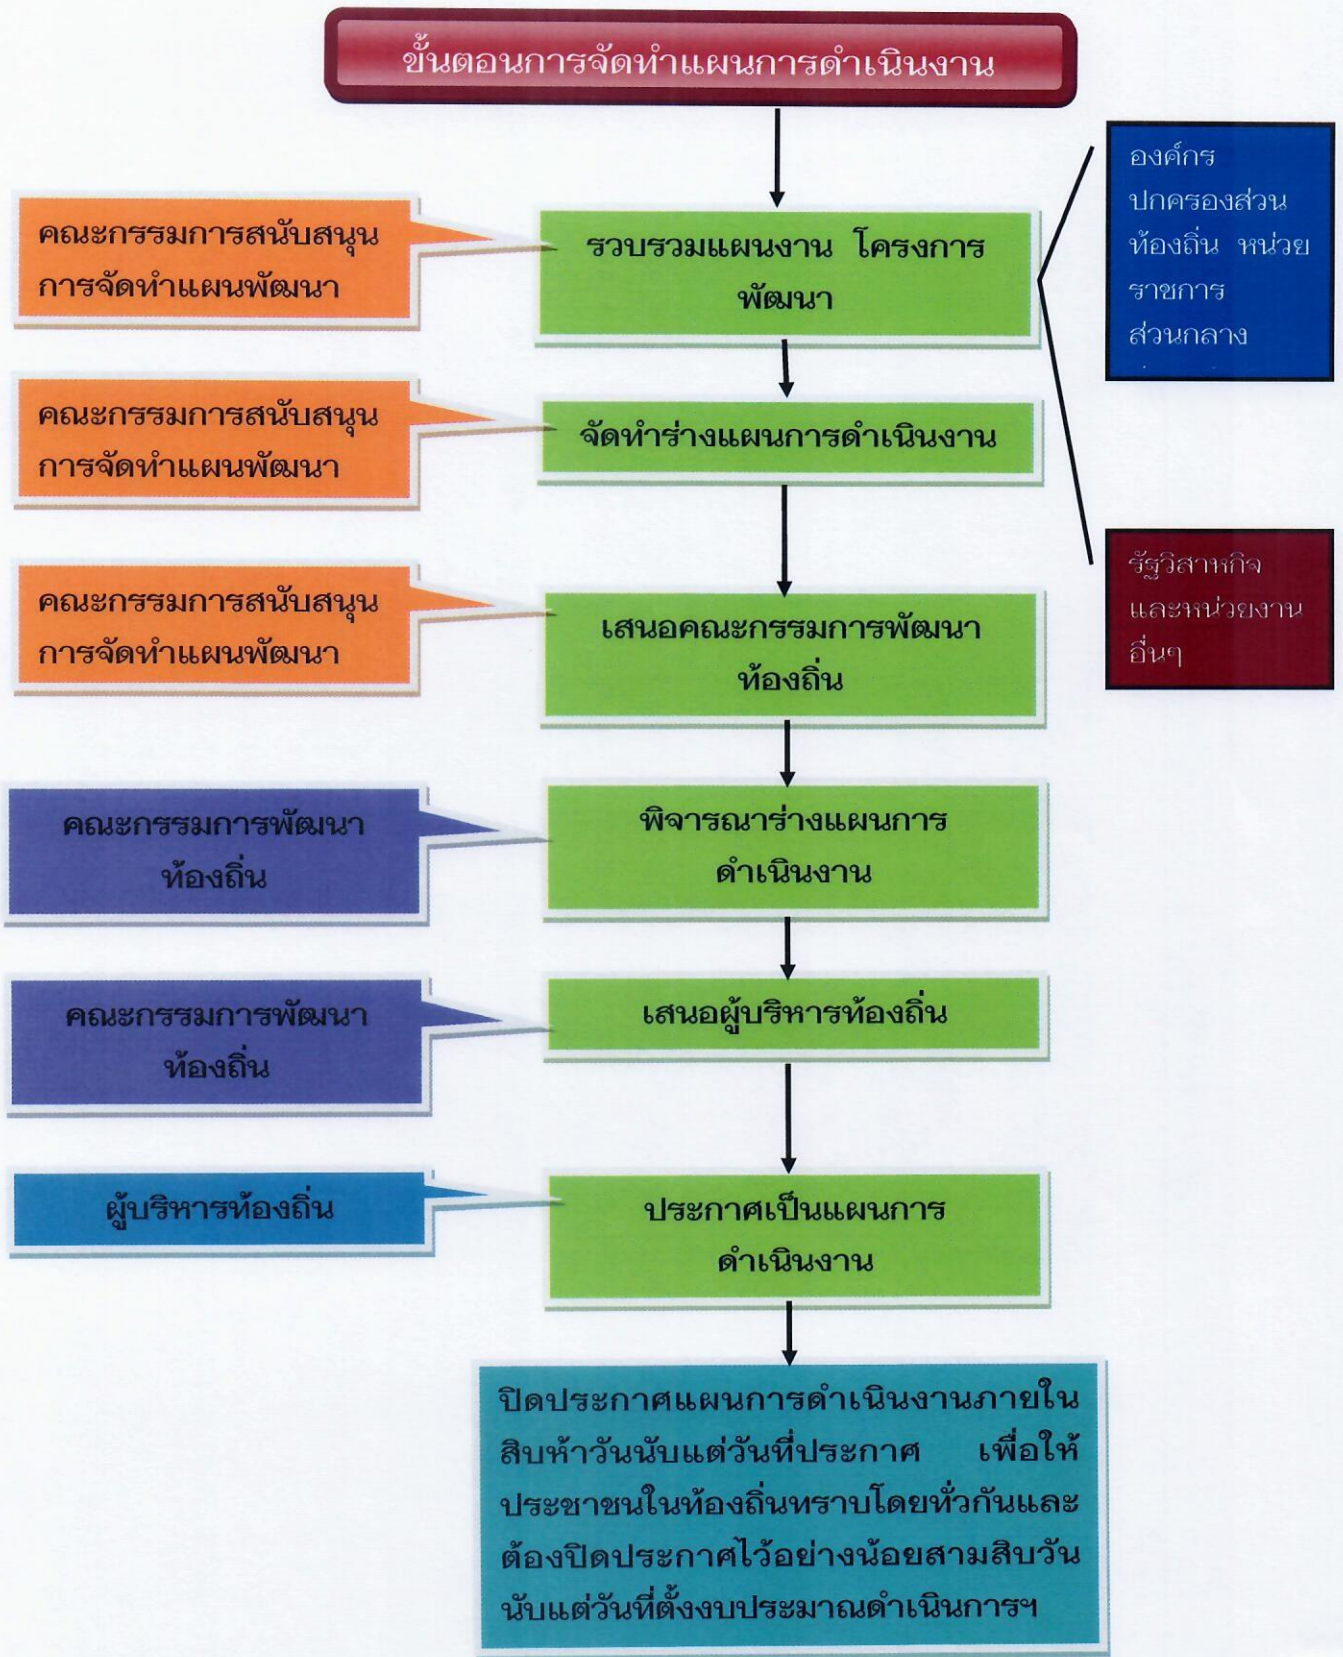 ขั้นตอนการจัดทำแผนการดำเนินงาน
องค์กร
ปกครองส่วน
ท้องถิ่น หน่วย
ราชการ
ส่วนกลาง
คณะกรรมการสนับสนุน
การจัดทำแผนพัฒนา
รวบรวมแผนงาน โครงการ
พัฒนา
คณะกรรมการสนับสนุน
การจัดทำแผนพัฒนา
จัดทำร่างแผนการดำเนินงาน
รัฐวิสาหกิจ
และหน่วยงาน
อื่นๆ
คณะกรรมการสนับสนุน
การจัดทำแผนพัฒนา
เสนอคณะกรรมการพัฒนา
ท้องถิ่น
คณะกรรมการพัฒนา
ท้องถิ่น
พิจารณาร่างแผนการ
ดำเนินงาน
คณะกรรมการพัฒนา
ท้องถิ่น
เสนอผู้บริหารท้องถิ่น
ผู้บริหารท้องถิ่น
ประกาศเป็นแผนการ
ดำเนินงาน
ปิดประกาศแผนการดำเนินงานภายใน
สิบห้าวันนับแต่วันที่ประกาศ เพื่อให้
ประชาชนในท้องถิ่นทราบโดยทั่วกันและ
ต้องปิดประกาศไว้อย่างน้อยสามสิบวัน
นับแต่วันที่ตั้งงบประมาณดำเนินการฯ